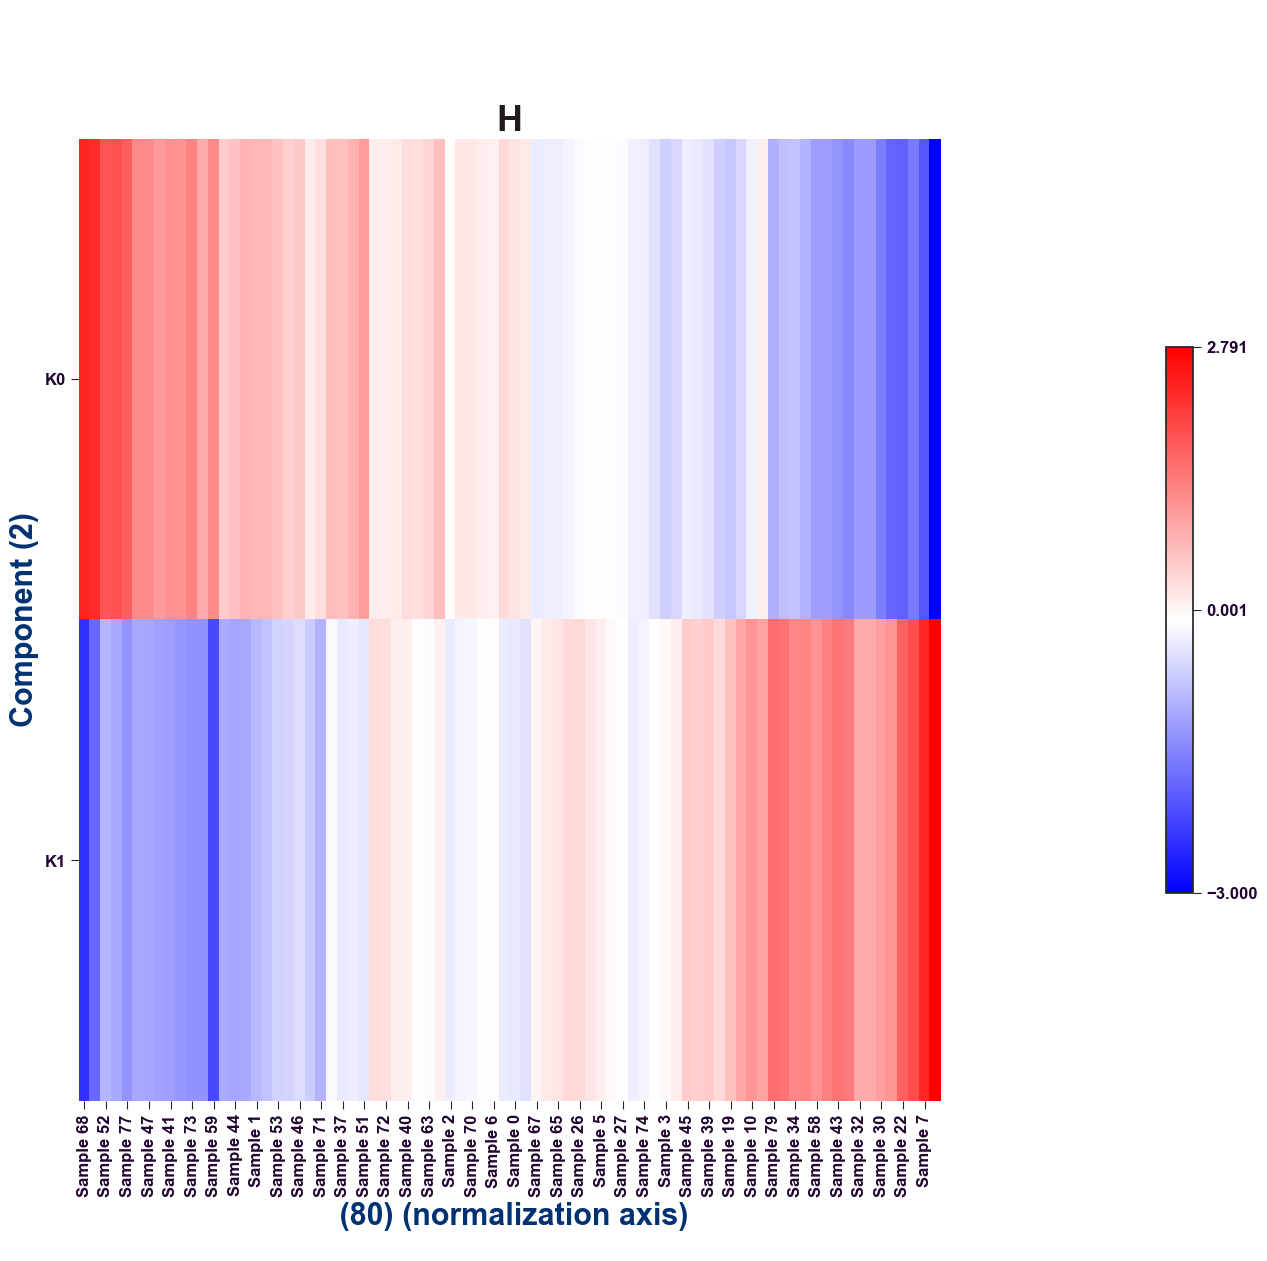 H
K0
K1
Component (2)
Sample 68
Sample 52
Sample 77
Sample 47
Sample 41
Sample 73
Sample 59
Sample 44
Sample 1
Sample 53
Sample 46
Sample 71
Sample 37
Sample 51
Sample 72
Sample 40
Sample 63
Sample 2
Sample 70
Sample 6
Sample 0
Sample 67
Sample 65
Sample 26
Sample 5
Sample 27
Sample 74
Sample 3
Sample 45
Sample 39
Sample 19
Sample 10
Sample 79
Sample 34
Sample 58
Sample 43
Sample 32
Sample 30
Sample 22
Sample 7
(80) (normalization axis)
2.791
0.001
−3.000